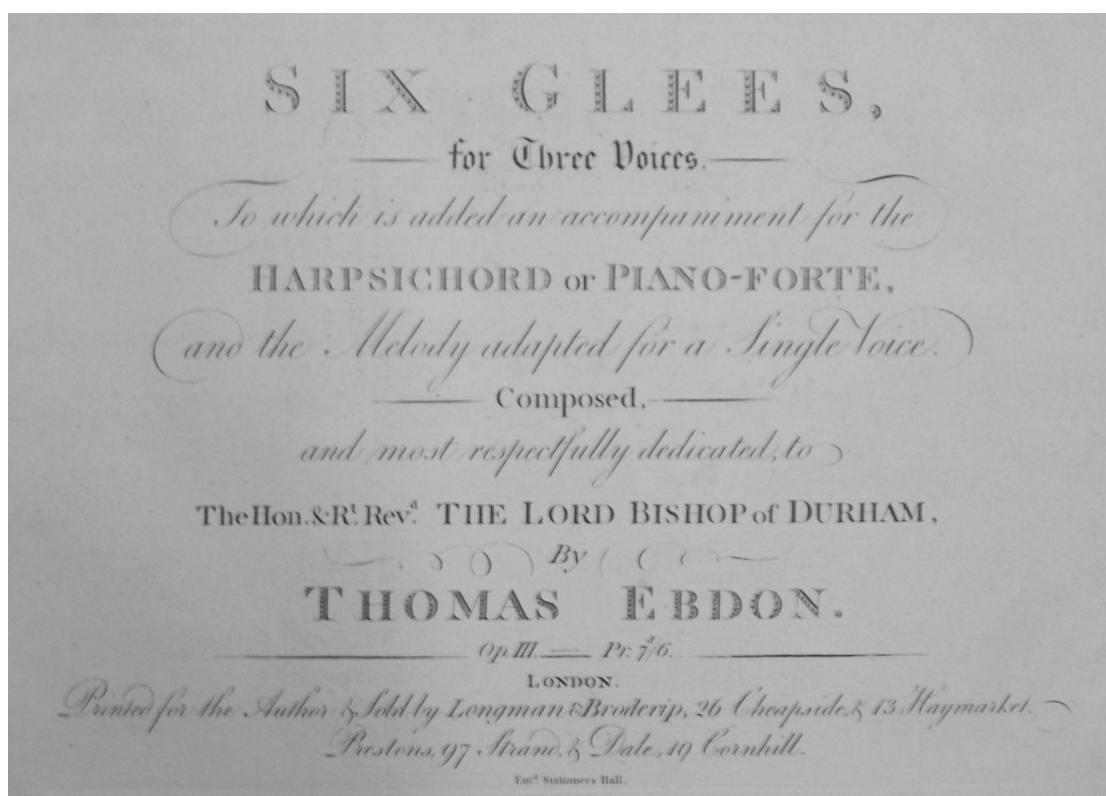 SIX GLEES,
for Three Voices.
To which is added an accompaniment for the
HARPSICHORD or PIANO-FORTE,
and the Melody adapted for a Single Voice.
Composed,
and most respectfully dedicated, to
The Hon. & Rt. Revd. THE LORD BISHOP of DURHAM,
By
THOMAS EBDON.
Op. III. Pr. 7s/6.
LONDON.
Printed for the Author & Sold by Longman & Broderip, 26 Cheapside, & 13 Haymarket.
Prestons, 97 Strand, & Dale, 19 Cornhill.
Entd. Stationers Hall.